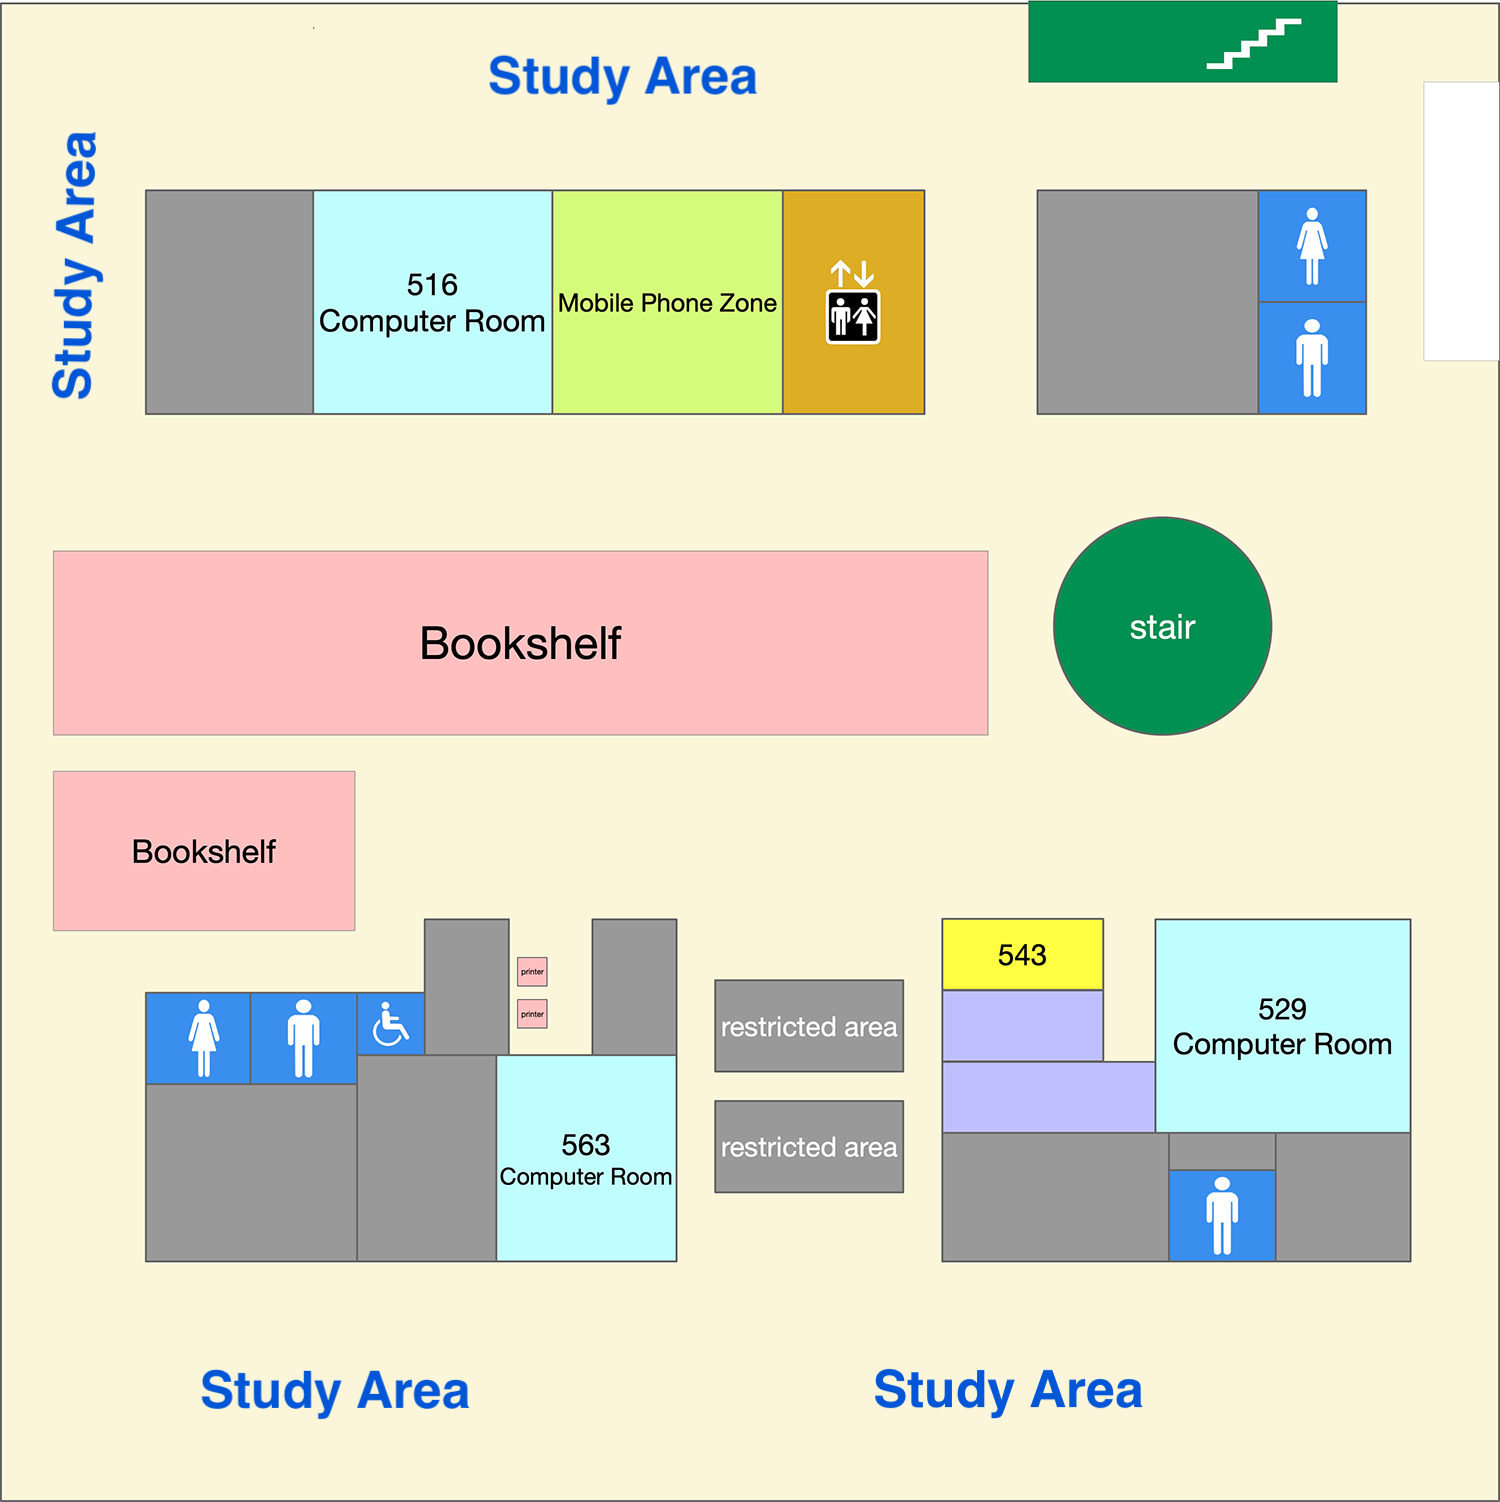 Study Area
Study Area
516
Computer Room
Mobile Phone Zone
Bookshelf
stair
Bookshelf
printer
printer
543
529
Computer Room
restricted area
restricted area
563
Computer Room
Study Area
Study Area